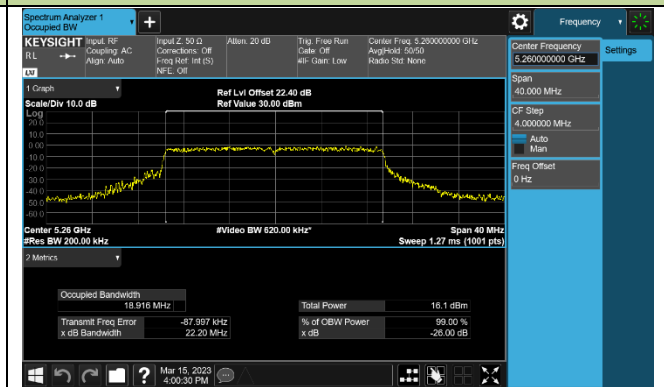 Spectrum Analyzer 1
Occupied BW
+
Frequency
KEYSIGHT
RL
LXI
Input: RF
Coupling: AC
Align: Auto
Input Z: 50 Ω
Corrections: Off
Freq Ref: Int (S)
NFE: Off
Atten: 20 dB
Trig: Free Run
Gate: Off
#IF Gain: Low
Center Freq: 5.260000000 GHz
Avg|Hold: 50/50
Radio Std: None
Center Frequency
5.260000000 GHz
Settings
Span
40.000 MHz
CF Step
4.000000 MHz
Auto
Man
Freq Offset
0 Hz
1 Graph
Scale/Div 10.0 dB
Ref Lvl Offset 22.40 dB
Ref Value 30.00 dBm
Log
20.0
10.0
0.00
-10.0
-20.0
-30.0
-40.0
-50.0
-60.0
Center 5.26 GHz
#Video BW 620.00 kHz*
Span 40 MHz
#Res BW 200.00 kHz
Sweep 1.27 ms (1001 pts)
2 Metrics
Occupied Bandwidth
18.916 MHz
Total Power 16.1 dBm
Transmit Freq Error -87.997 kHz
% of OBW Power 99.00 %
x dB Bandwidth 22.20 MHz
x dB -26.00 dB
?
Mar 15, 2023
4:00:30 PM